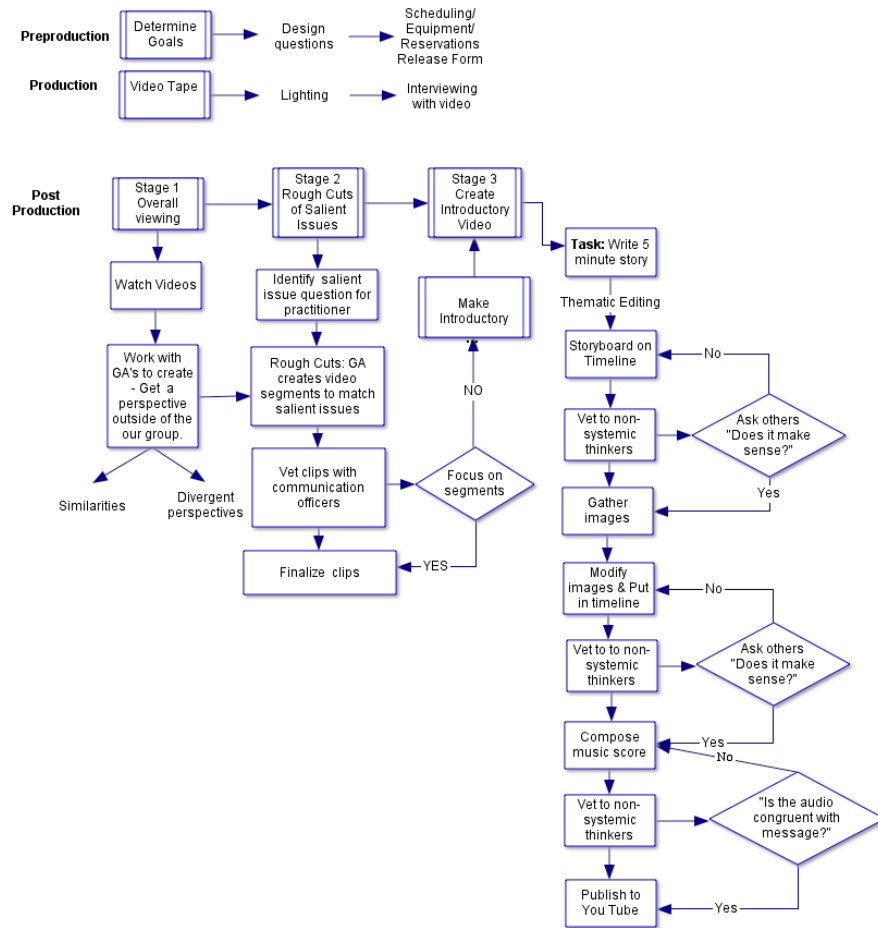 Preproduction
Determine
Goals
Design
questions
Scheduling/
Equipment/
Reservations
Release Form
Production
Video Tape
Lighting
Interviewing
with video
Post
Production
Stage 1
Overall
viewing
Stage 2
Rough Cuts
of Salient
Issues
Stage 3
Create
Introductory
Video
Task: Write 5
minute story
Watch Videos
Identify salient
issue question for
practitioner
Make
Introductory
...
Thematic Editing
Work with
GA's to create
- Get a
perspective
outside of the
our group.
Rough Cuts: GA
creates video
segments to match
salient issues
NO
Storyboard on
Timeline
No
Vet to non-
systemic
thinkers
Ask others
"Does it make
sense?"
Similarities
Divergent
perspectives
Vet clips with
communication
officers
Focus on
segments
Yes
Gather
images
Finalize clips
YES
Modify
images & Put
in timeline
No
Vet to to non-
systemic
thinkers
Ask others
"Does it make
sense?"
Compose
music score
Yes
No
Vet to non-
systemic
thinkers
"Is the audio
congruent with
message?"
Publish to
You Tube
Yes